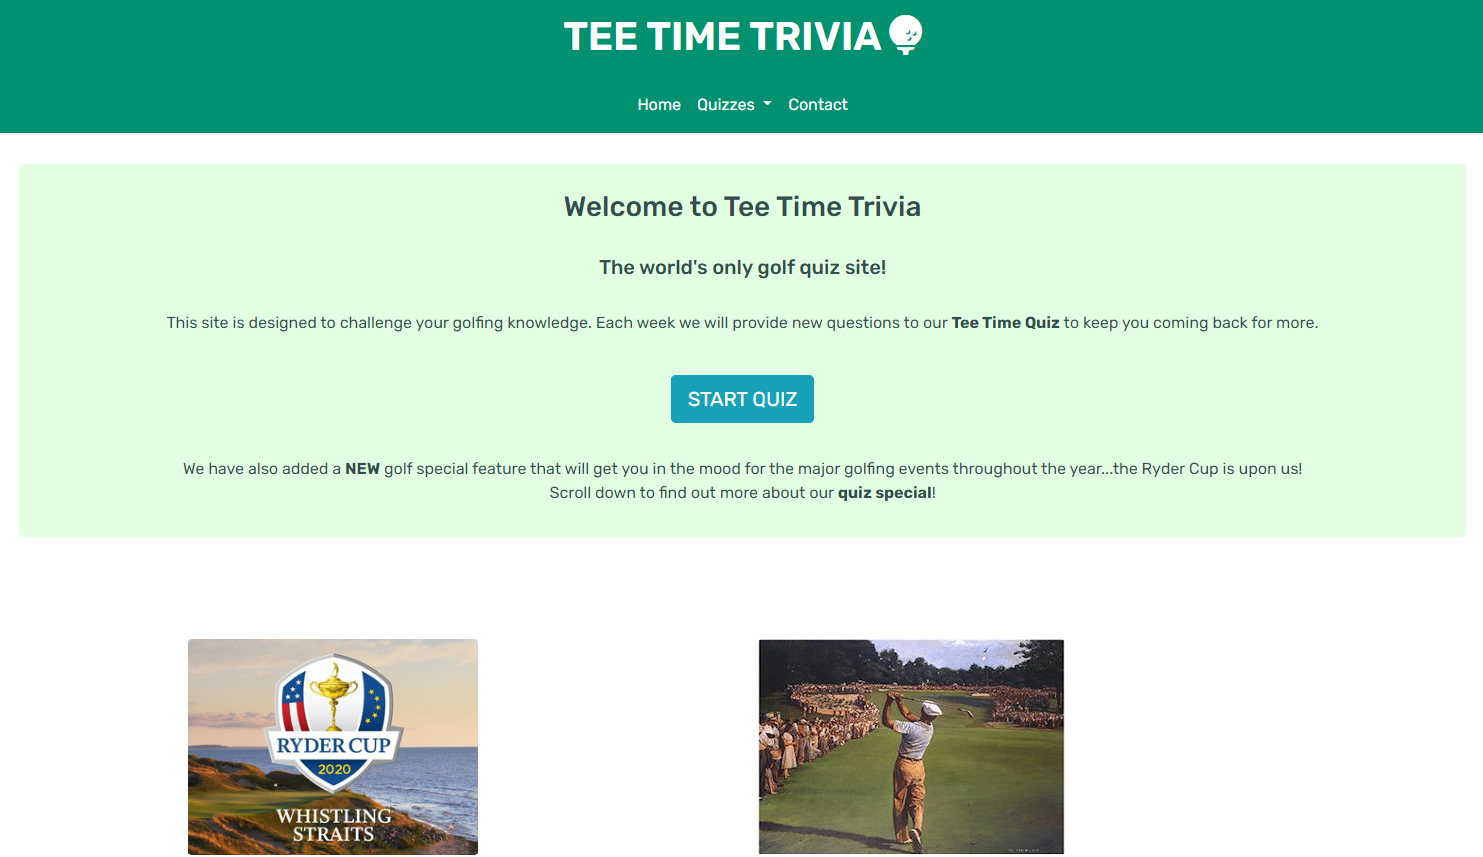 TEE TIME TRIVIA
Home Quizzes Contact
Welcome to Tee Time Trivia
The world's only golf quiz site!
This site is designed to challenge your golfing knowledge. Each week we will provide new questions to our Tee Time Quiz to keep you coming back for more.
START QUIZ
We have also added a NEW golf special feature that will get you in the mood for the major golfing events throughout the year...the Ryder Cup is upon us!
Scroll down to find out more about our quiz special!
RYDER CUP
2020
WHISTLING
STRAITS